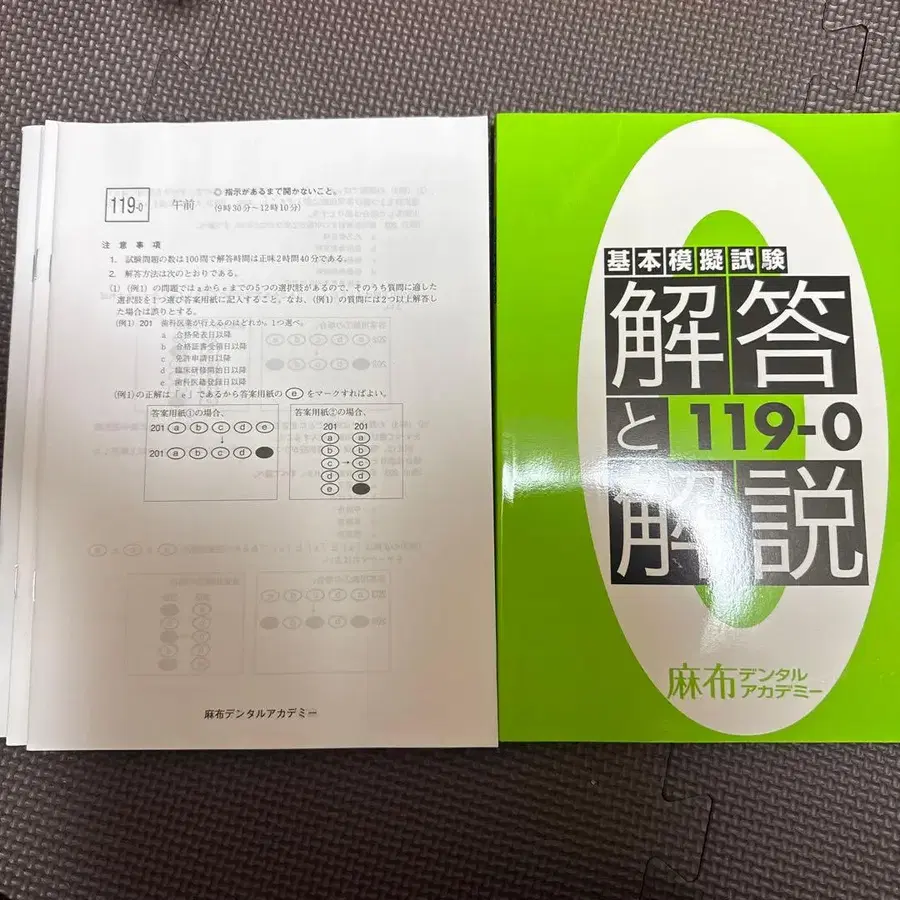 119-0 午前
◎ 指示があるまで開かないこと。
(9時30分~12時10分)
注意事項
1. 試験問題の数は100問で解答時間は正味2時間40分である。
2. 解答方法は次のとおりである。
(1) (例1)の問題ではaからeまでの5つの選択肢があるので、そのうち質問に適した
選択肢を1つ選び答案用紙に記入すること。なお、(例1)の質問には2つ以上解答し
た場合は誤りとする。
(例1) 201 歯科医業が行えるのはどれか。1つ選べ。
a 合格発表日以降
b 合格証書受領日以降
c 免許申請日以降
d 臨床研修開始日以降
e 歯科医籍登録日以降
(例1)の正解は「e」であるから答案用紙の e をマークすればよい。
答案用紙①の場合、
201 a b c d e
↓
201 a b c d
答案用紙②の場合、
201 201
a a
b b
c → c
d d
e
麻布デンタルアカデミー
基本模擬試験
解答
と 119-0
解説
麻布デンタル
アカデミー